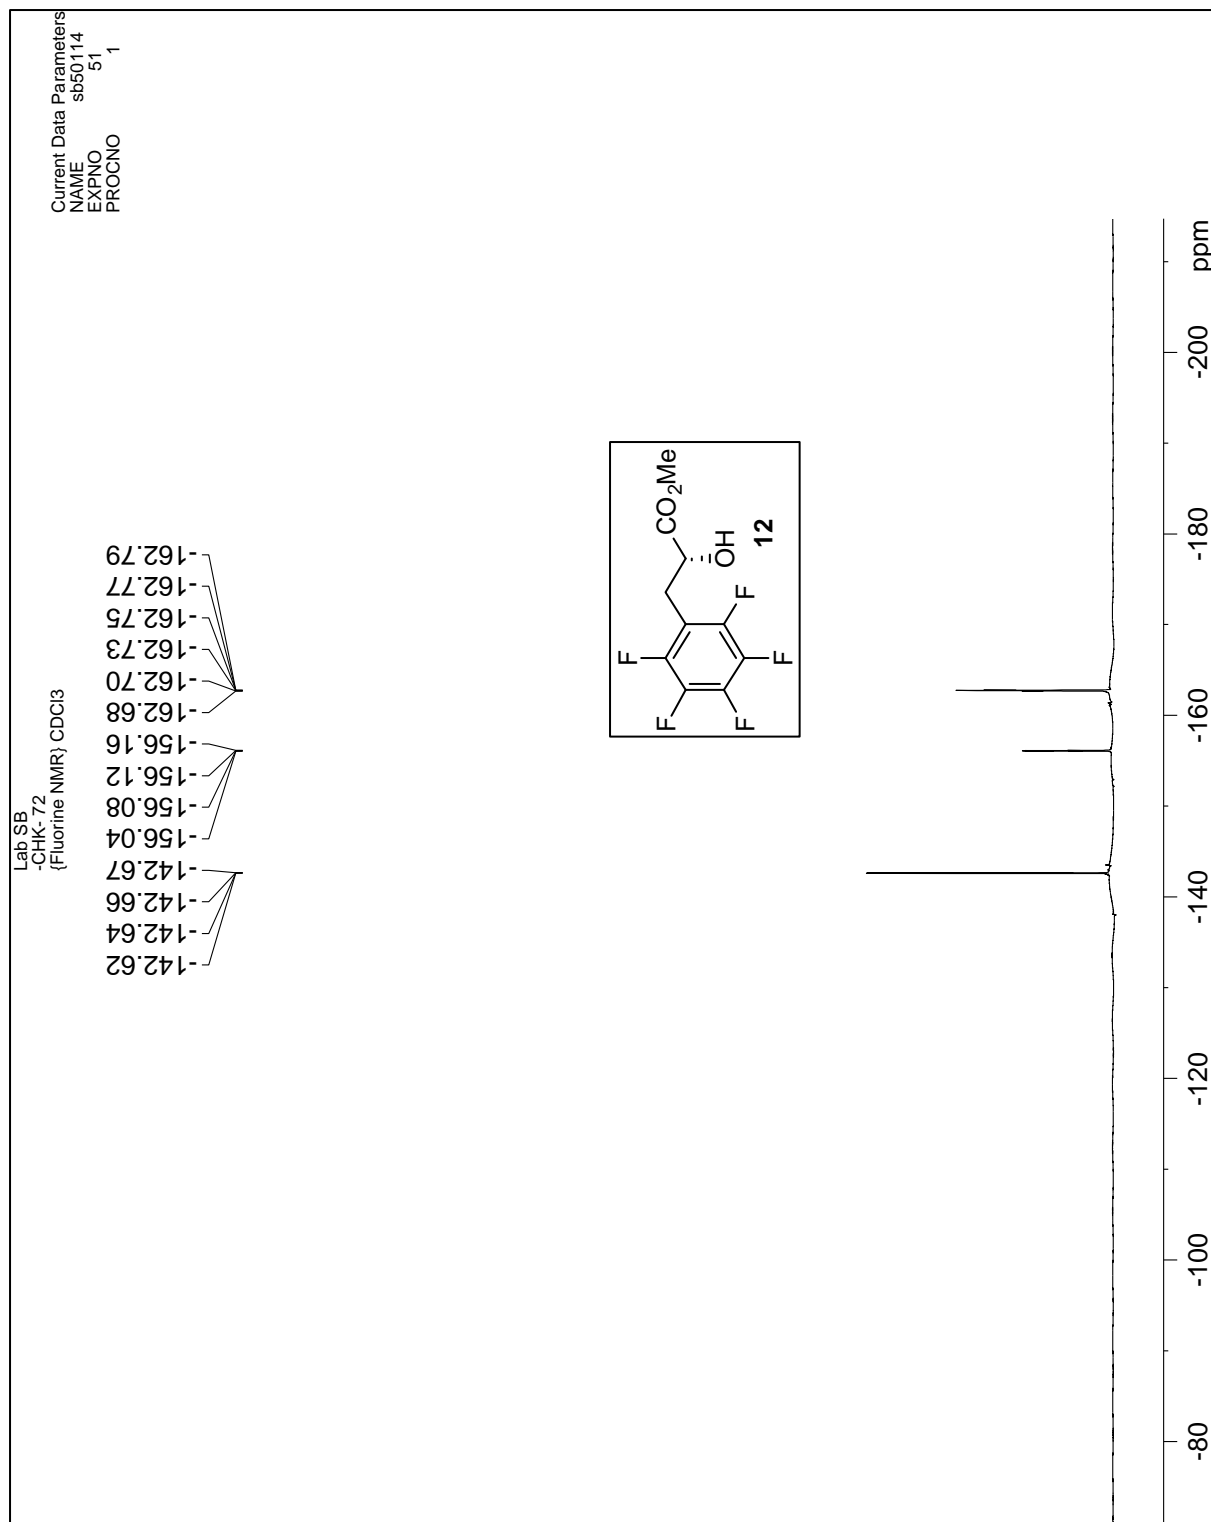 Lab SB
-CHK- 72
{Fluorine NMR} CDCl3
Current Data Parameters
NAME sb50114
EXPNO 51
PROCNO 1
-142.62
-142.64
-142.66
-142.67
-156.04
-156.08
-156.12
-156.16
-162.68
-162.70
-162.73
-162.75
-162.77
-162.79
F
F
F
F
F
CO2Me
OH
12
-80
-100
-120
-140
-160
-180
-200
ppm